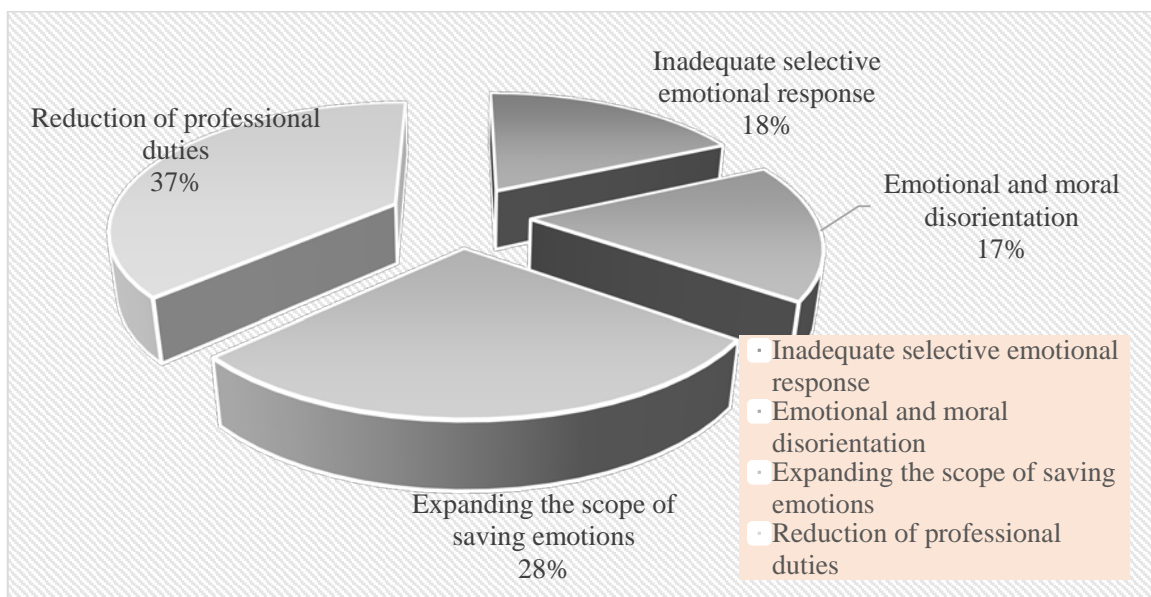 Inadequate selective
emotional response
18%
Reduction of professional
duties
37%
Emotional and moral
disorientation
17%
Expanding the scope of
saving emotions
28%
Inadequate selective emotional
response
Emotional and moral
disorientation
Expanding the scope of saving
emotions
Reduction of professional
duties